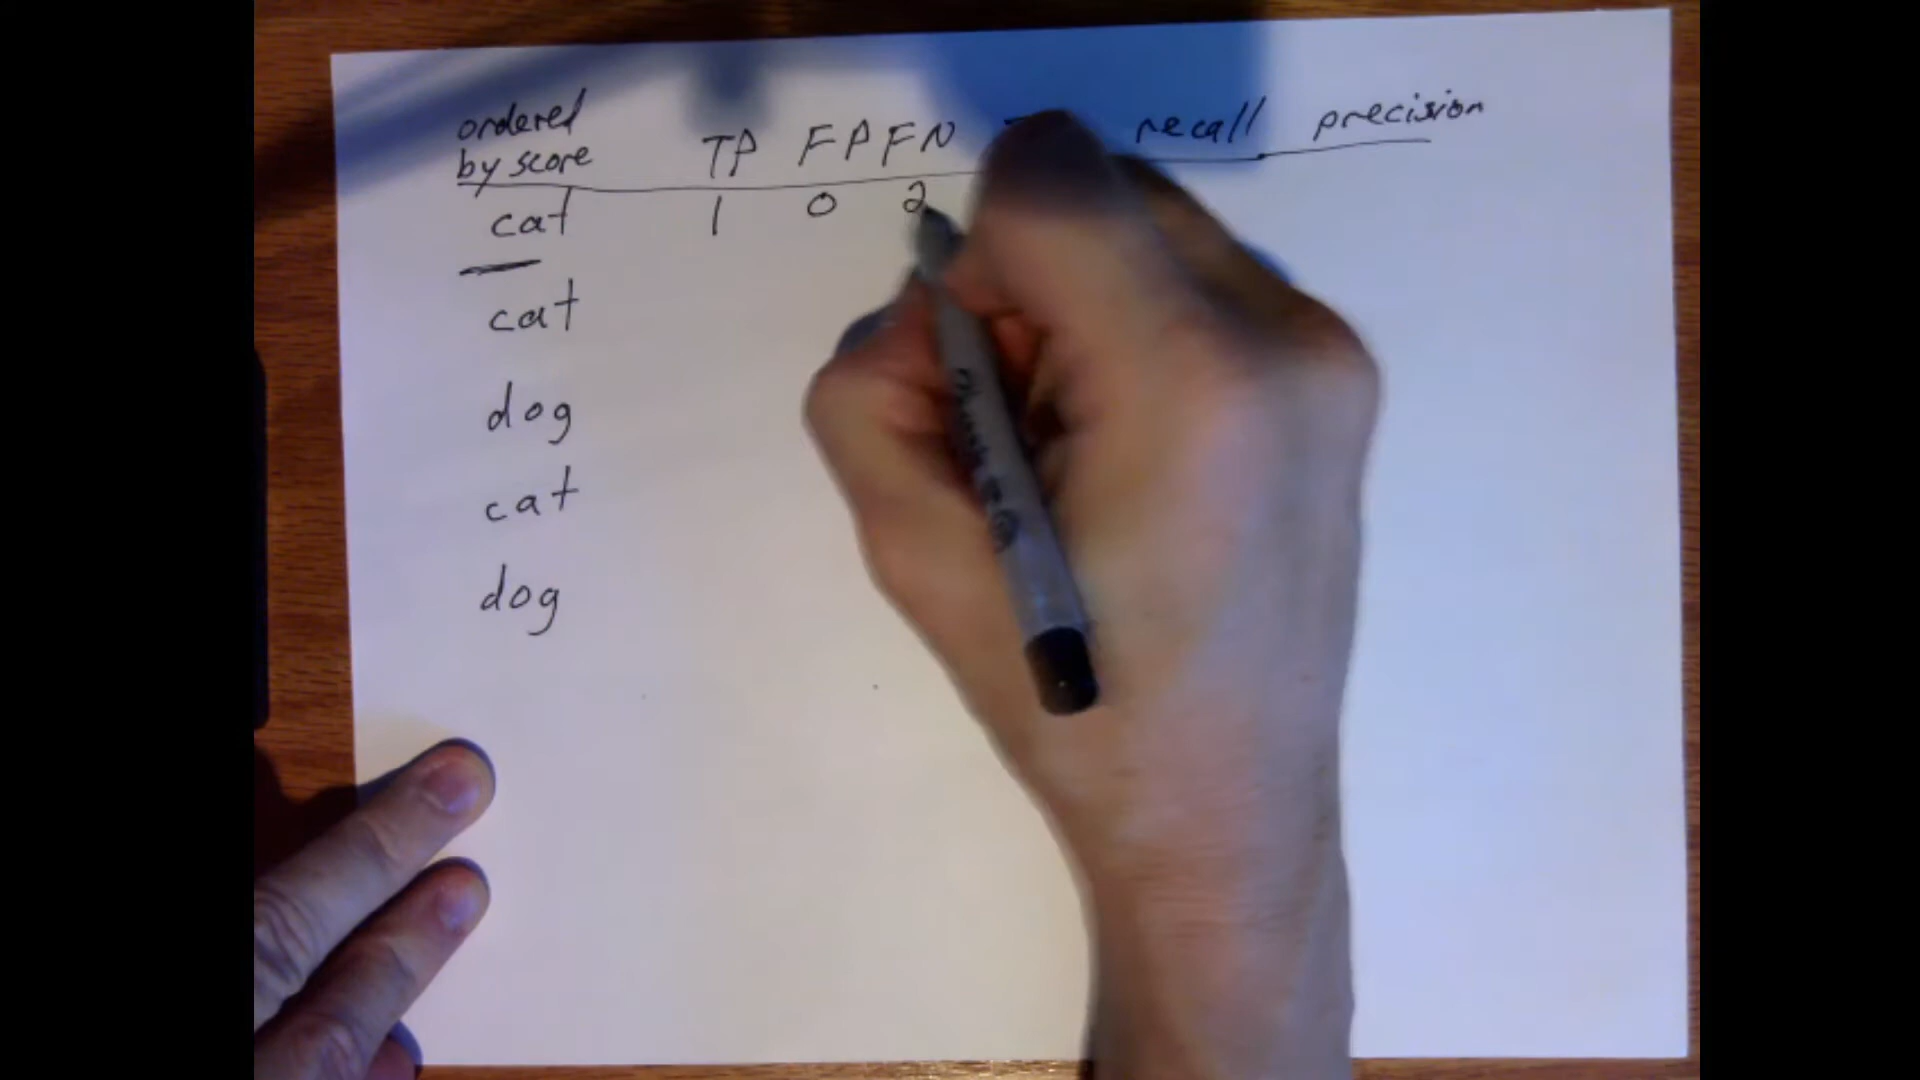 ordered
by score TP FP FN recall precision
cat 1 0 2
cat
dog
cat
dog